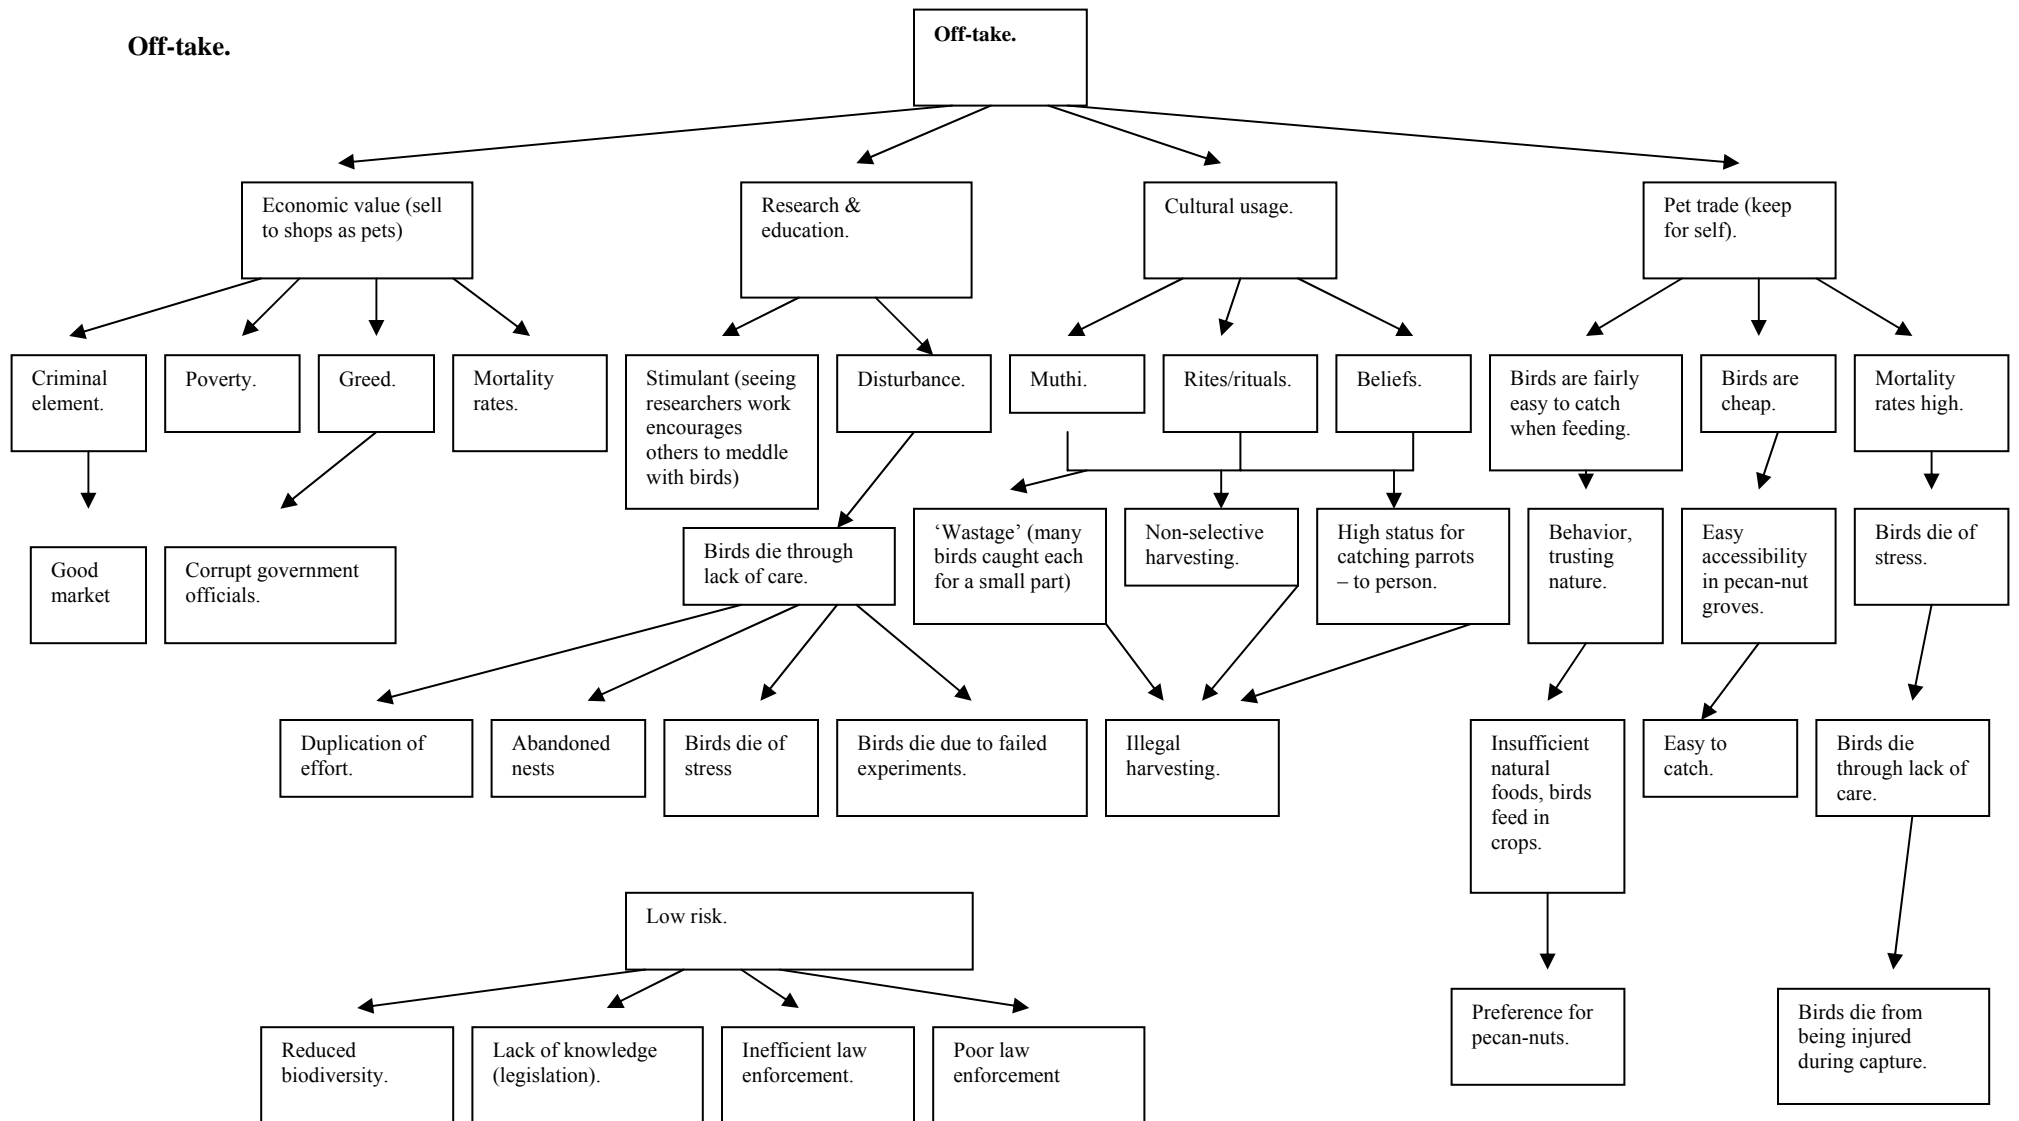 Off-take.
Off-take.
Economic value (sell
to shops as pets)
Research &
education.
Cultural usage.
Pet trade (keep
for self).
Criminal
element.
Poverty.
Greed.
Mortality
rates.
Stimulant (seeing
researchers work
encourages
others to meddle
with birds)
Disturbance.
Muthi.
Rites/rituals.
Beliefs.
Birds are fairly
easy to catch
when feeding.
Birds are
cheap.
Mortality
rates high.
Good
market
Corrupt government
officials.
Birds die through
lack of care.
‘Wastage’ (many
birds caught each
for a small part)
Non-selective
harvesting.
High status for
catching parrots
– to person.
Behavior,
trusting
nature.
Easy
accessibility
in pecan-nut
groves.
Birds die of
stress.
Duplication of
effort.
Abandoned
nests
Birds die of
stress
Birds die due to failed
experiments.
Illegal
harvesting.
Insufficient
natural
foods, birds
feed in
crops.
Easy to
catch.
Birds die
through lack of
care.
Low risk.
Reduced
biodiversity.
Lack of knowledge
(legislation).
Inefficient law
enforcement.
Poor law
enforcement
Preference for
pecan-nuts.
Birds die from
being injured
during capture.